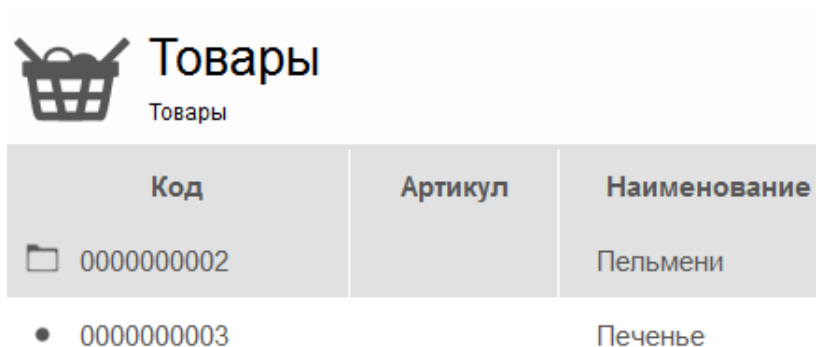 Товары
Товары
Код Артикул Наименование
0000000002 Пельмени
0000000003 Печенье